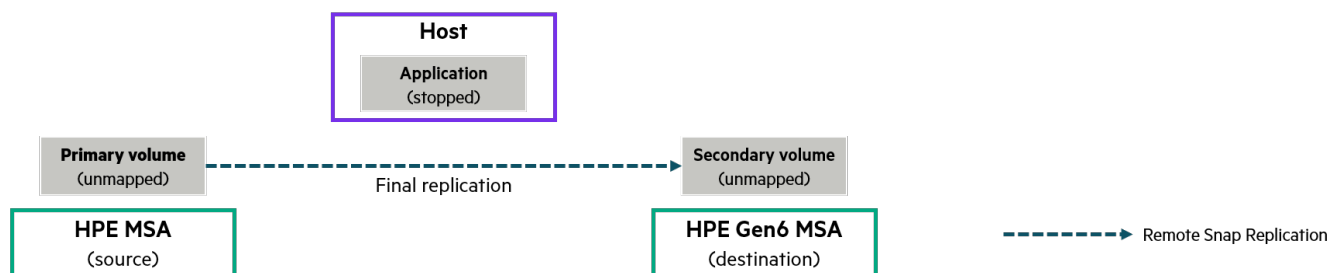 Host
Application
(stopped)
Primary volume
(unmapped)
Final replication
Secondary volume
(unmapped)
HPE MSA
(source)
HPE Gen6 MSA
(destination)
Remote Snap Replication